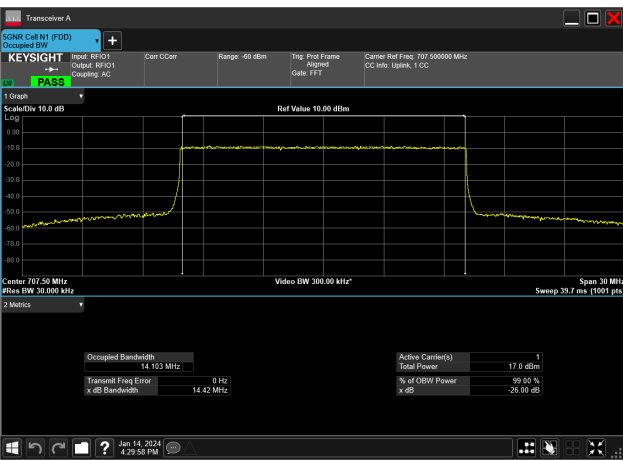 Transceiver A
5GNR Cell N1 (FDD)
Occupied BW
KEYSIGHT
PASS
Input: RFIO1
Output: RFIO1
Coupling: AC
Corr CCorr
Range: -60 dBm
Trig: Prot Frame
Aligned
Gate: FFT
Carrier Ref Freq: 707.500000 MHz
CC Info: Uplink, 1 CC
1 Graph
Scale/Div 10.0 dB
Ref Value 10.00 dBm
Log
0.00
-10.0
-20.0
-30.0
-40.0
-50.0
-60.0
-70.0
-80.0
Center 707.50 MHz
Video BW 300.00 kHz*
Span 30 MHz
#Res BW 30.000 kHz
Sweep 39.7 ms (1001 pts)
2 Metrics
Occupied Bandwidth
14.103 MHz
Transmit Freq Error 0 Hz
x dB Bandwidth 14.42 MHz
Active Carrier(s) 1
Total Power 17.0 dBm
% of OBW Power 99.00 %
x dB -26.00 dB
?
Jan 14, 2024
4:29:58 PM